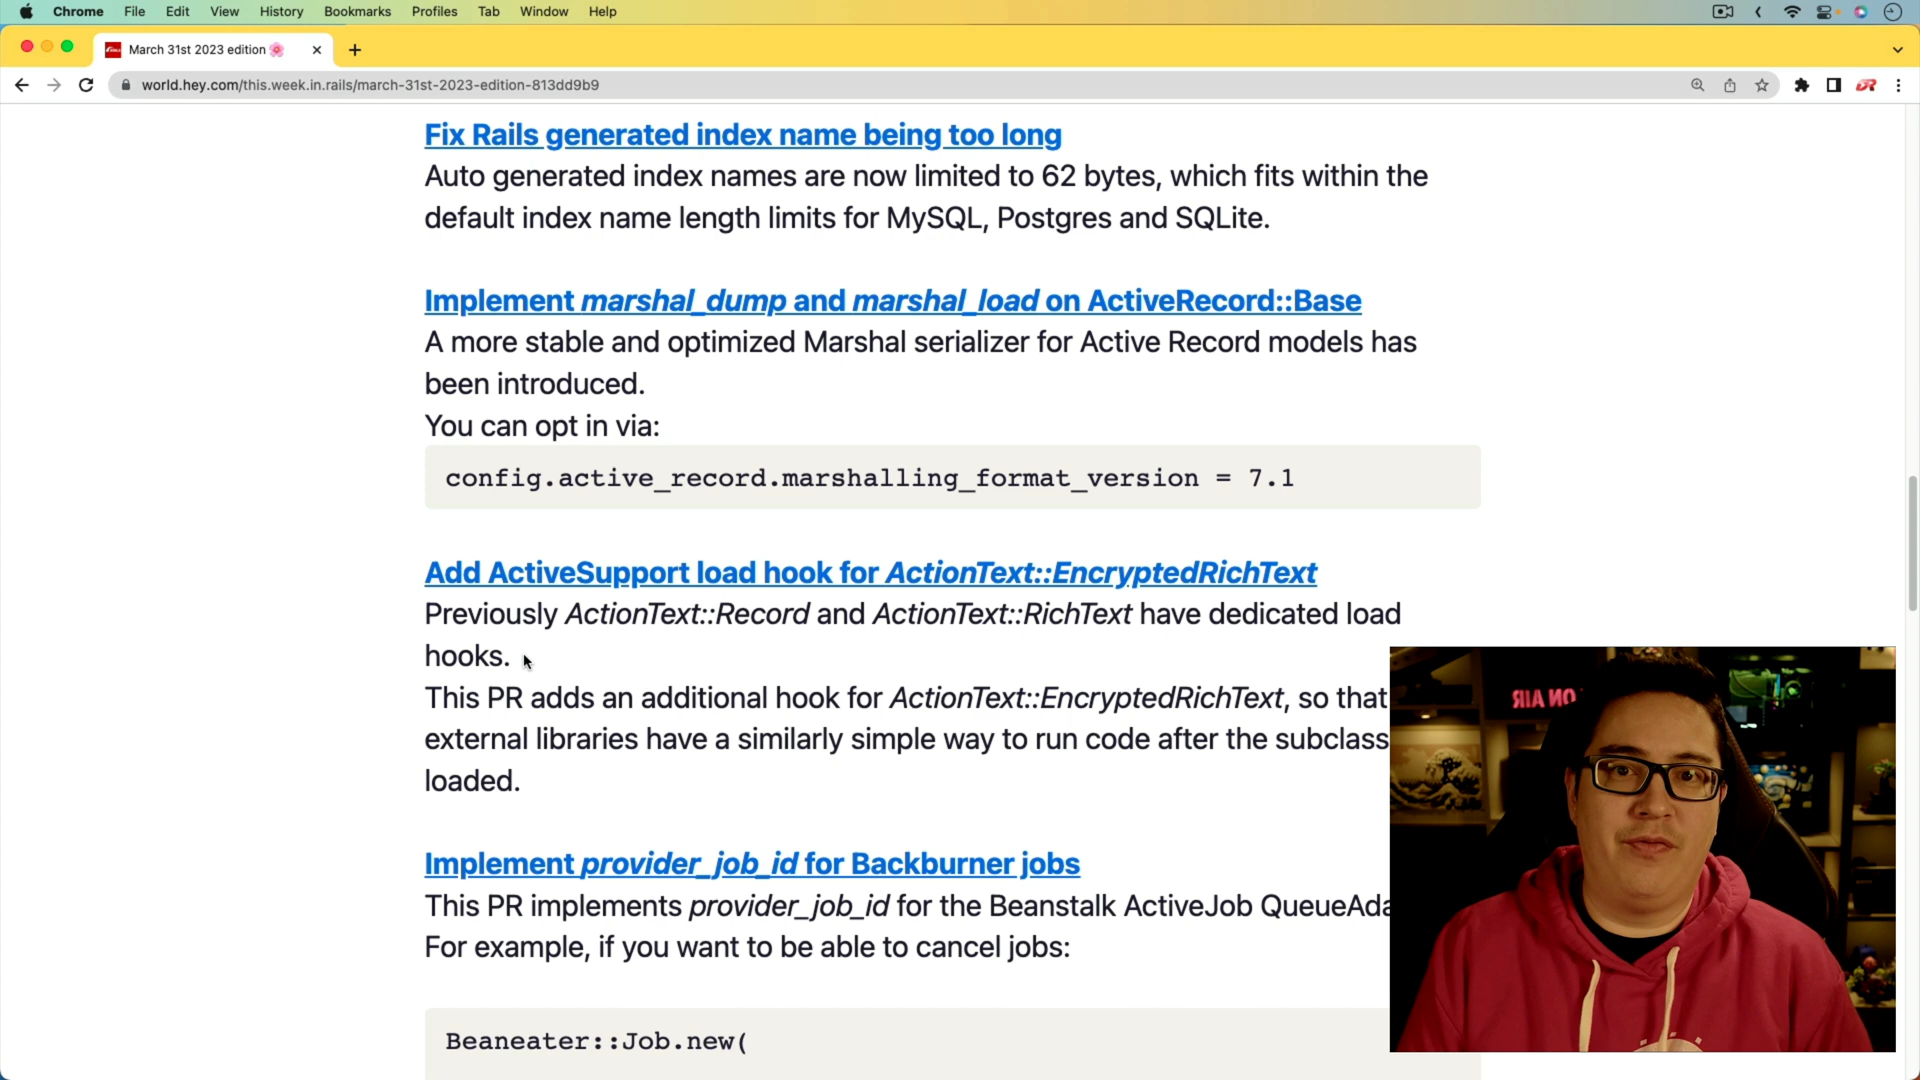 Chrome File Edit View History Bookmarks Profiles Tab Window Help
March 31st 2023 edition
world.hey.com/this.week.in.rails/march-31st-2023-edition-813dd9b9
Fix Rails generated index name being too long
Auto generated index names are now limited to 62 bytes, which fits within the
default index name length limits for MySQL, Postgres and SQLite.
Implement marshal_dump and marshal_load on ActiveRecord::Base
A more stable and optimized Marshal serializer for Active Record models has
been introduced.
You can opt in via:
config.active_record.marshalling_format_version = 7.1
Add ActiveSupport load hook for ActionText::EncryptedRichText
Previously ActionText::Record and ActionText::RichText have dedicated load
hooks.
This PR adds an additional hook for ActionText::EncryptedRichText, so that
external libraries have a similarly simple way to run code after the subclass
loaded.
ON AIR
Implement provider_job_id for Backburner jobs
This PR implements provider_job_id for the Beanstalk ActiveJob QueueAda
For example, if you want to be able to cancel jobs:
Beaneater::Job.new(